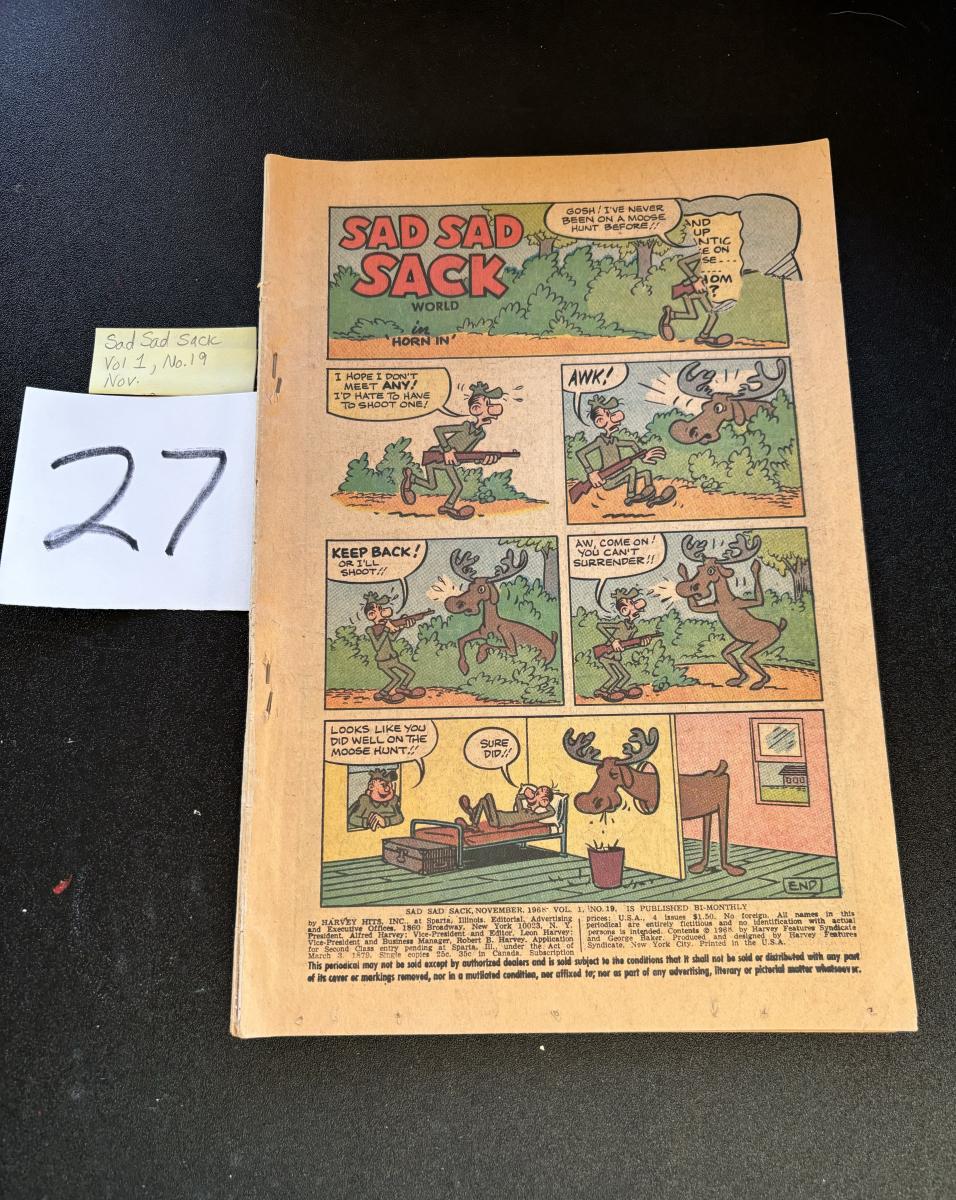 Sad Sad Sack
Vol 1, No.19
Nov.
27
SAD SAD
SACK
WORLD
in
'HORN IN'
GOSH! I'VE NEVER
BEEN ON A MOOSE
HUNT BEFORE!!
AND
UP
NTIC
E ON
SE---
OM
?
I HOPE I DON'T
MEET ANY!
I'D HATE TO HAVE
TO SHOOT ONE!
AWK!
KEEP BACK!
OR I'LL
SHOOT!!
AW, COME ON!
YOU CAN'T
SURRENDER!!
LOOKS LIKE YOU
DID WELL ON THE
MOOSE HUNT!!
SURE
DID!!
END
SAD SAD SACK, NOVEMBER, 1968 VOL. 1, NO. 19, IS PUBLISHED BI-MONTHLY
by HARVEY HITS, INC., at Sparta, Illinois. Editorial, Advertising
and Executive Offices, 1860 Broadway, New York 10023, N. Y.
President, Alfred Harvey; Vice-President and Editor, Leon Harvey;
Vice-President and Business Manager, Robert B. Harvey. Application
for Second Class entry pending at Sparta, Ill., under the Act of
March 3, 1879. Single copies 25c. 35c in Canada. Subscription
prices: U.S.A., 4 issues $1.50. No foreign. All names in this
periodical are entirely fictitious and no identification with actual
persons is intended. Contents © 1968, by Harvey Features Syndicate
and George Baker. Produced and designed by Harvey Features
Syndicate, New York City. Printed in the U.S.A.
This periodical may not be sold except by authorized dealers and is sold subject to the conditions that it shall not be sold or distributed with any part
of its cover or markings removed, nor in a mutilated condition, nor affixed to; nor as part of any advertising, literary or pictorial matter whatsoever.